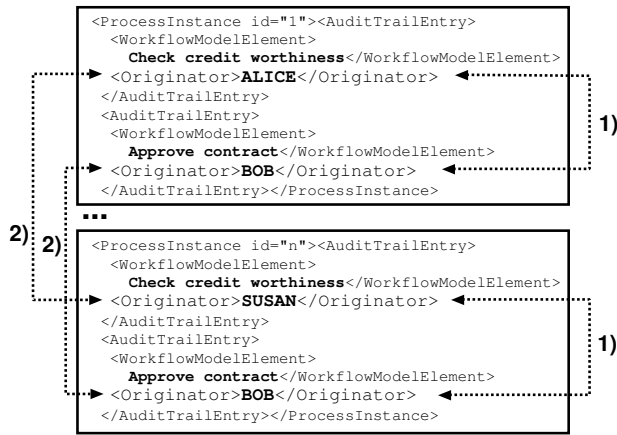 <ProcessInstance id="1"><AuditTrailEntry>
<WorkflowModelElement>
Check credit worthiness</WorkflowModelElement>
<Originator>ALICE</Originator>
</AuditTrailEntry>
<AuditTrailEntry>
<WorkflowModelElement>
Approve contract</WorkflowModelElement>
<Originator>BOB</Originator>
</AuditTrailEntry></ProcessInstance>
1)
...
2)
2)
<ProcessInstance id="n"><AuditTrailEntry>
<WorkflowModelElement>
Check credit worthiness</WorkflowModelElement>
<Originator>SUSAN</Originator>
</AuditTrailEntry>
<AuditTrailEntry>
<WorkflowModelElement>
Approve contract</WorkflowModelElement>
<Originator>BOB</Originator>
</AuditTrailEntry></ProcessInstance>
1)